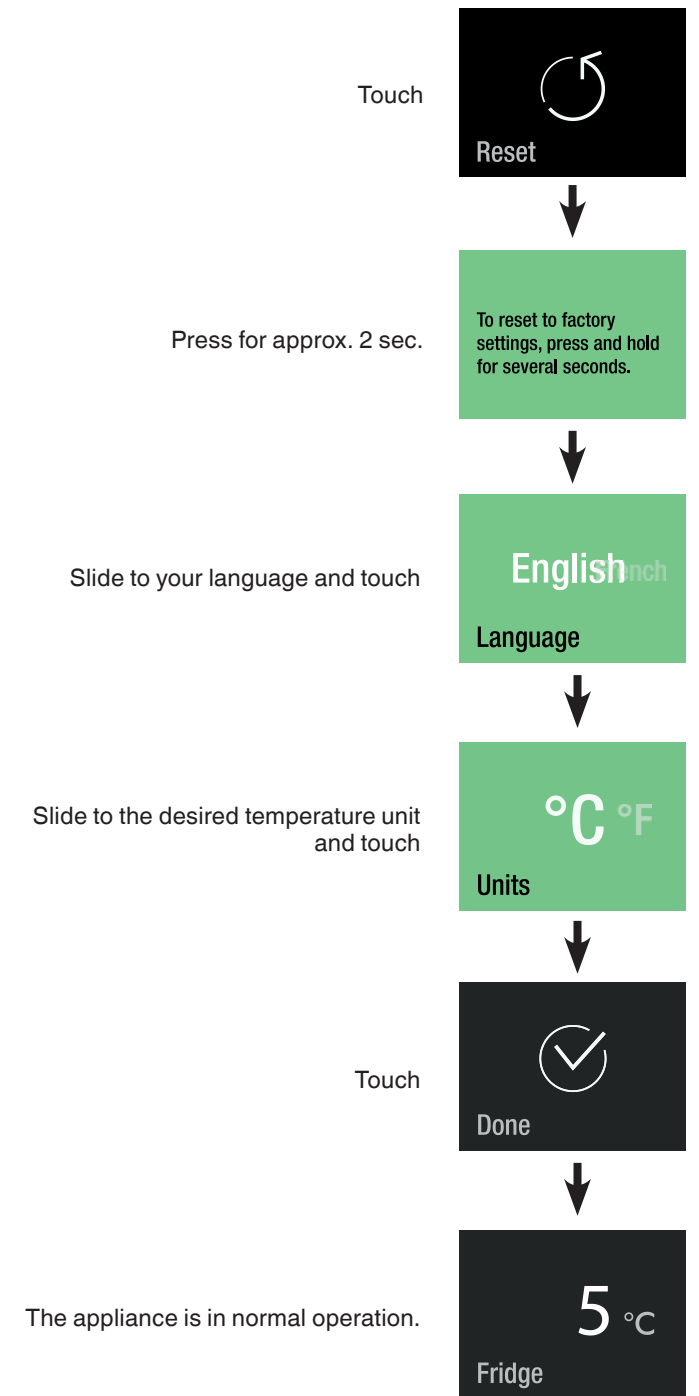 Touch
Reset
Press for approx. 2 sec.
To reset to factory
settings, press and hold
for several seconds.
Slide to your language and touch
English French
Language
Slide to the desired temperature unit
and touch
°C °F
Units
Touch
Done
The appliance is in normal operation.
5 °C
Fridge